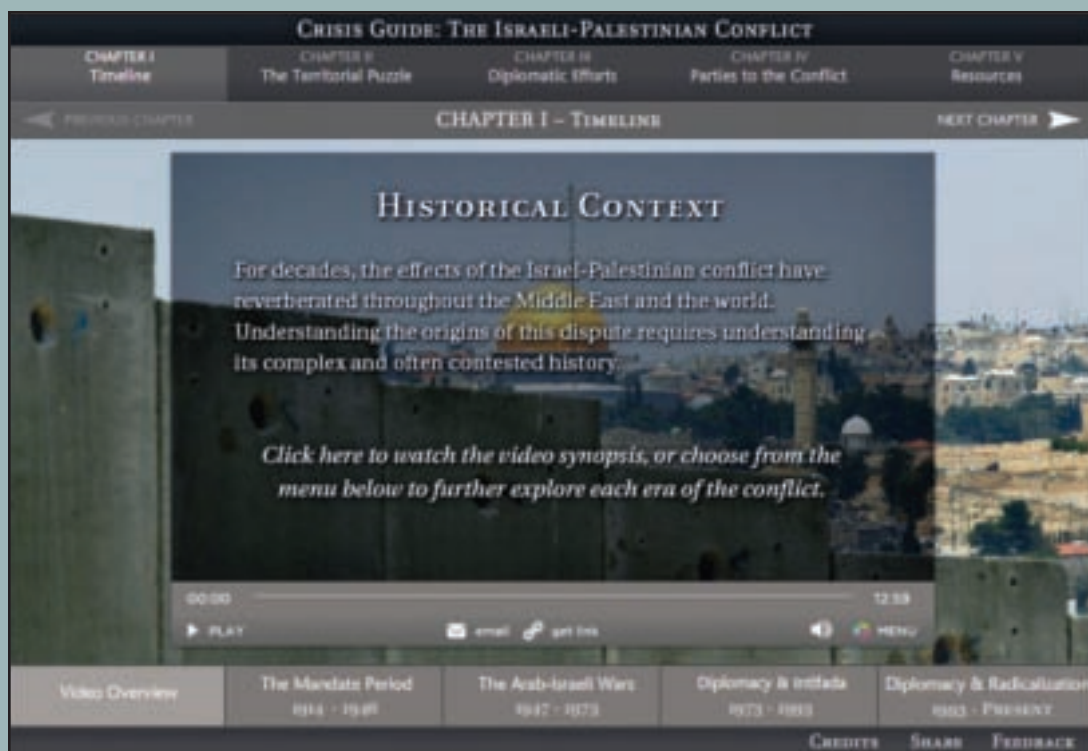 CRISIS GUIDE: THE ISRAELI-PALESTINIAN CONFLICT
CHAPTER I
Timeline
CHAPTER II
The Territorial Puzzle
CHAPTER III
Diplomatic Efforts
CHAPTER IV
Parties to the Conflict
CHAPTER V
Resources
PREVIOUS CHAPTER
CHAPTER I – TIMELINE
NEXT CHAPTER
HISTORICAL CONTEXT
For decades, the effects of the Israel-Palestinian conflict have
reverberated throughout the Middle East and the world.
Understanding the origins of this dispute requires understanding
its complex and often contested history.
Click here to watch the video synopsis, or choose from the
menu below to further explore each era of the conflict.
00:00
12:59
PLAY
email
get link
MENU
Video Overview
The Mandate Period
1914 - 1948
The Arab-Israeli Wars
1947 - 1973
Diplomacy & Intifada
1973 - 1993
Diplomacy & Radicalization
1993 - PRESENT
CREDITS
SHARE
FEEDBACK